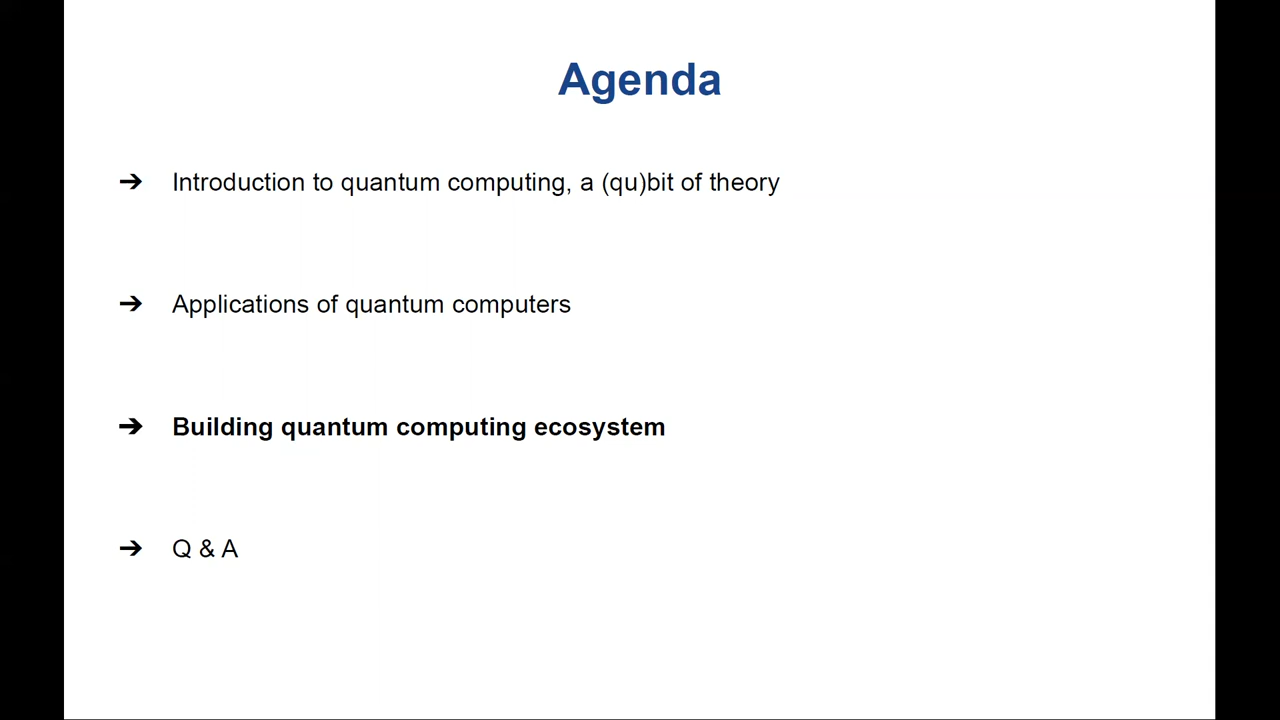 Agenda
➔ Introduction to quantum computing, a (qu)bit of theory
➔ Applications of quantum computers
➔ Building quantum computing ecosystem
➔ Q & A